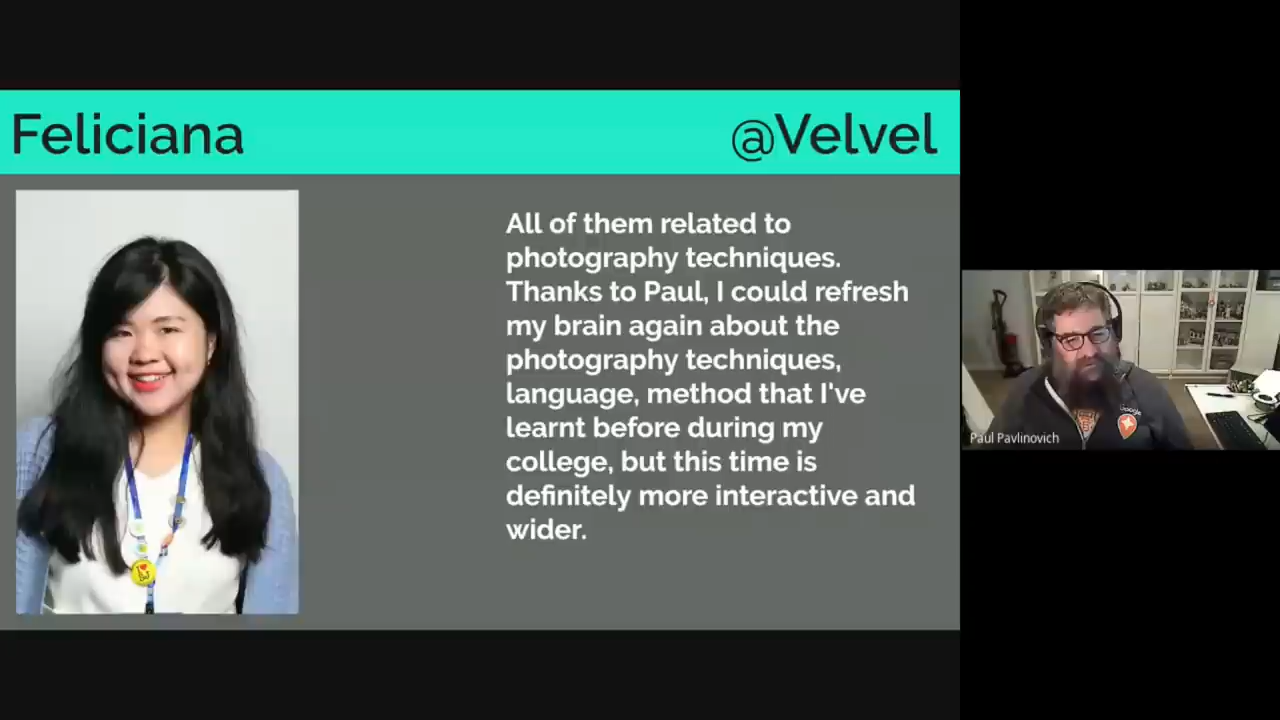 Feliciana
@Velvel
All of them related to
photography techniques.
Thanks to Paul, I could refresh
my brain again about the
photography techniques,
language, method that I've
learnt before during my
college, but this time is
definitely more interactive and
wider.
Google
Paul Pavlinovich